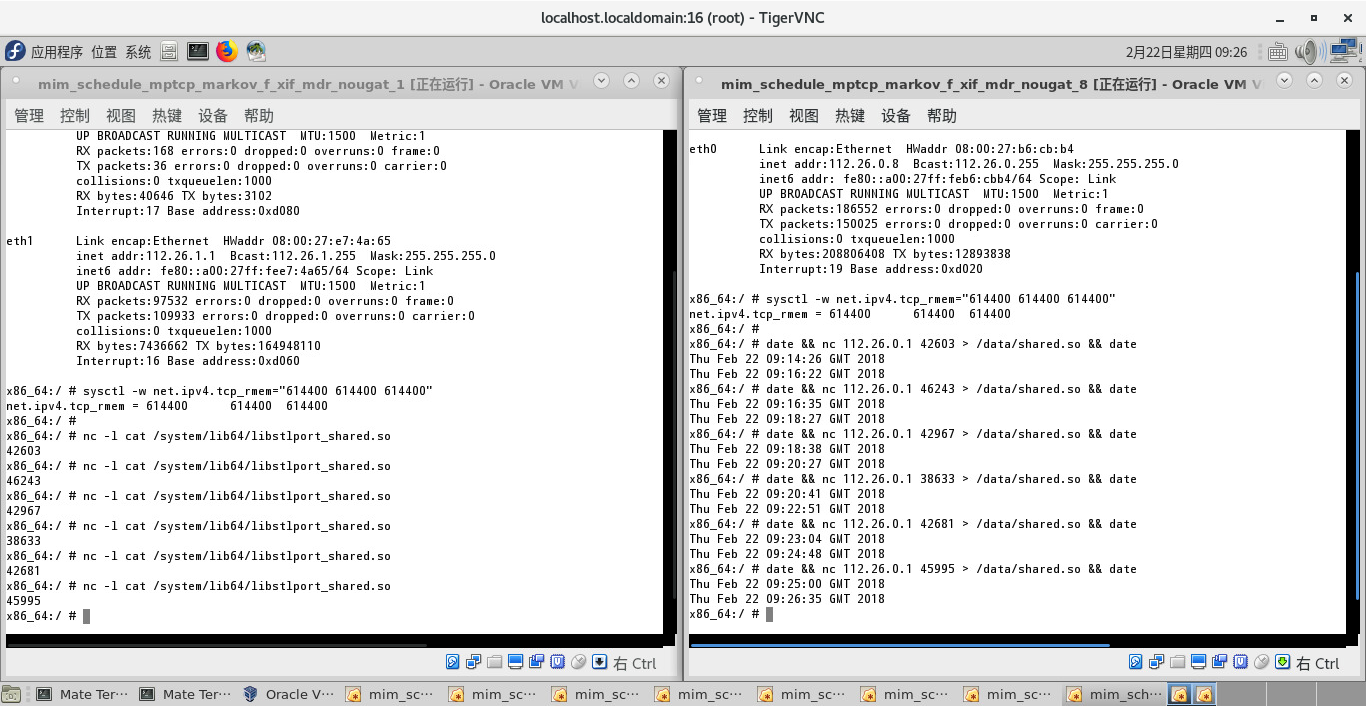 localhost.localdomain:16 (root) - TigerVNC
应用程序 位置 系统
2月22日星期四 09:26
mim_schedule_mptcp_markov_f_xif_mdr_nougat_1 [正在运行] - Oracle VM V
管理 控制 视图 热键 设备 帮助
UP BROADCAST RUNNING MULTICAST  MTU:1500  Metric:1
RX packets:168 errors:0 dropped:0 overruns:0 frame:0
TX packets:36 errors:0 dropped:0 overruns:0 carrier:0
collisions:0 txqueuelen:1000
RX bytes:40646 TX bytes:3102
Interrupt:17 Base address:0xd080
eth1      Link encap:Ethernet  HWaddr 08:00:27:e7:4a:65
inet addr:112.26.1.1  Bcast:112.26.1.255  Mask:255.255.255.0
inet6 addr: fe80::a00:27ff:fee7:4a65/64 Scope: Link
UP BROADCAST RUNNING MULTICAST  MTU:1500  Metric:1
RX packets:97532 errors:0 dropped:0 overruns:0 frame:0
TX packets:109933 errors:0 dropped:0 overruns:0 carrier:0
collisions:0 txqueuelen:1000
RX bytes:7436662 TX bytes:164948110
Interrupt:16 Base address:0xd060
x86_64:/ # sysctl -w net.ipv4.tcp_rmem="614400 614400 614400"
net.ipv4.tcp_rmem = 614400      614400  614400
x86_64:/ #
x86_64:/ # nc -l cat /system/lib64/libstlport_shared.so
42603
x86_64:/ # nc -l cat /system/lib64/libstlport_shared.so
46243
x86_64:/ # nc -l cat /system/lib64/libstlport_shared.so
42967
x86_64:/ # nc -l cat /system/lib64/libstlport_shared.so
38633
x86_64:/ # nc -l cat /system/lib64/libstlport_shared.so
42681
x86_64:/ # nc -l cat /system/lib64/libstlport_shared.so
45995
x86_64:/ #
右 Ctrl
mim_schedule_mptcp_markov_f_xif_mdr_nougat_8 [正在运行] - Oracle VM V
管理 控制 视图 热键 设备 帮助
eth0      Link encap:Ethernet  HWaddr 08:00:27:b6:cb:b4
inet addr:112.26.0.8  Bcast:112.26.0.255  Mask:255.255.255.0
inet6 addr: fe80::a00:27ff:feb6:cbb4/64 Scope: Link
UP BROADCAST RUNNING MULTICAST  MTU:1500  Metric:1
RX packets:186552 errors:0 dropped:0 overruns:0 frame:0
TX packets:150025 errors:0 dropped:0 overruns:0 carrier:0
collisions:0 txqueuelen:1000
RX bytes:208806408 TX bytes:12893838
Interrupt:19 Base address:0xd020
x86_64:/ # sysctl -w net.ipv4.tcp_rmem="614400 614400 614400"
net.ipv4.tcp_rmem = 614400      614400  614400
x86_64:/ #
x86_64:/ # date && nc 112.26.0.1 42603 > /data/shared.so && date
Thu Feb 22 09:14:26 GMT 2018
Thu Feb 22 09:16:22 GMT 2018
x86_64:/ # date && nc 112.26.0.1 46243 > /data/shared.so && date
Thu Feb 22 09:16:35 GMT 2018
Thu Feb 22 09:18:27 GMT 2018
x86_64:/ # date && nc 112.26.0.1 42967 > /data/shared.so && date
Thu Feb 22 09:18:38 GMT 2018
Thu Feb 22 09:20:27 GMT 2018
x86_64:/ # date && nc 112.26.0.1 38633 > /data/shared.so && date
Thu Feb 22 09:20:41 GMT 2018
Thu Feb 22 09:22:51 GMT 2018
x86_64:/ # date && nc 112.26.0.1 42681 > /data/shared.so && date
Thu Feb 22 09:23:04 GMT 2018
Thu Feb 22 09:24:48 GMT 2018
x86_64:/ # date && nc 112.26.0.1 45995 > /data/shared.so && date
Thu Feb 22 09:25:00 GMT 2018
Thu Feb 22 09:26:35 GMT 2018
x86_64:/ #
右 Ctrl
Mate Ter… Mate Ter… Oracle V… mim_sc… mim_sc… mim_sc… mim_sc… mim_sc… mim_sc… mim_sc… mim_sch…